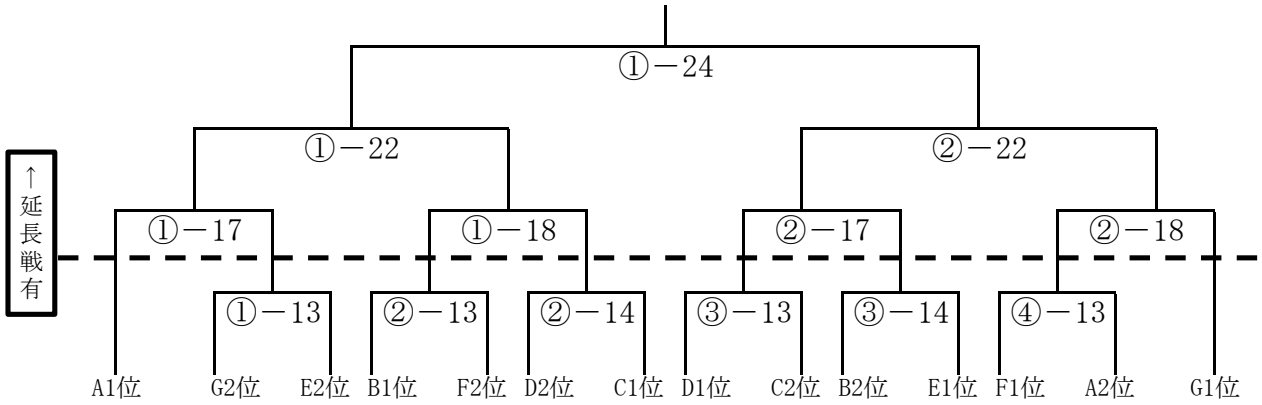 ①－24
①－22
②－22
↑延長戦有
①－17
①－18
②－17
②－18
①－13
②－13
②－14
③－13
③－14
④－13
A1位
G2位
E2位
B1位
F2位
D2位
C1位
D1位
C2位
B2位
E1位
F1位
A2位
G1位